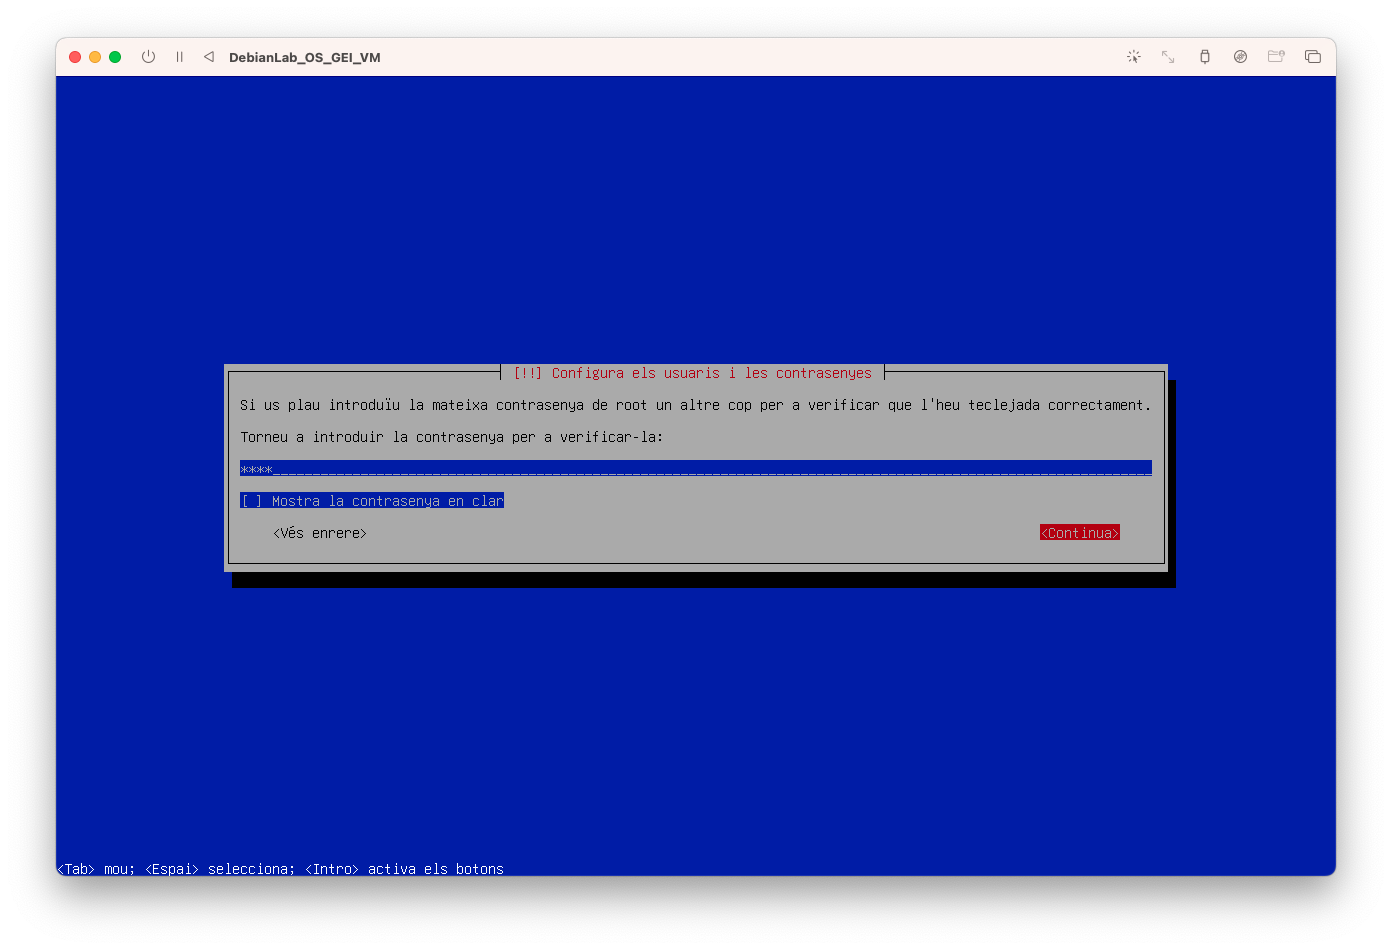 DebianLab_OS_GEI_VM
[!!] Configura els usuaris i les contrasenyes
Si us plau introduïu la mateixa contrasenya de root un altre cop per a verificar que l'heu teclejada correctament.
Torneu a introduir la contrasenya per a verificar-la:
****
[ ] Mostra la contrasenya en clar
<Vés enrere> <Continua>
<Tab> mou; <Espai> selecciona; <Intro> activa els botons